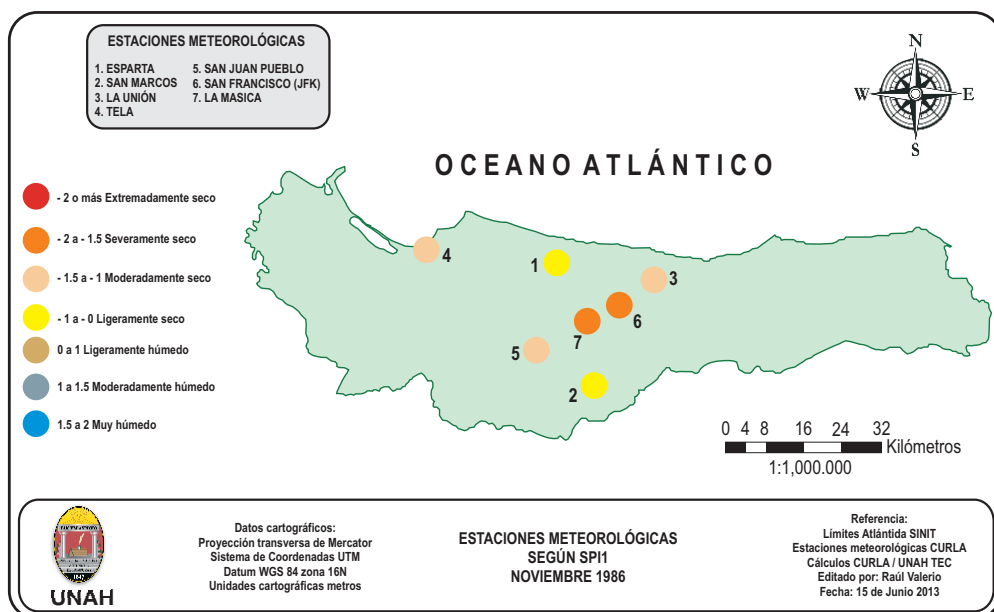 ESTACIONES METEOROLÓGICAS
1. ESPARTA
2. SAN MARCOS
3. LA UNIÓN
4. TELA
5. SAN JUAN PUEBLO
6. SAN FRANCISCO (JFK)
7. LA MASICA
N
W
E
S
OCEANO ATLÁNTICO
- 2 o más Extremadamente seco
- 2 a - 1.5 Severamente seco
- 1.5 a - 1 Moderadamente seco
- 1 a - 0 Ligeramente seco
0 a 1 Ligeramente húmedo
1 a 1.5 Moderadamente húmedo
1.5 a 2 Muy húmedo
4
1
3
6
7
5
2
0 4 8 16 24 32
Kilómetros
1:1,000.000
1847
UNAH
Datos cartográficos:
Proyección transversa de Mercator
Sistema de Coordenadas UTM
Datum WGS 84 zona 16N
Unidades cartográficas metros
ESTACIONES METEOROLÓGICAS
SEGÚN SPI1
NOVIEMBRE 1986
Referencia:
Límites Atlántida SINIT
Estaciones meteorológicas CURLA
Cálculos CURLA / UNAH TEC
Editado por: Raúl Valerio
Fecha: 15 de Junio 2013